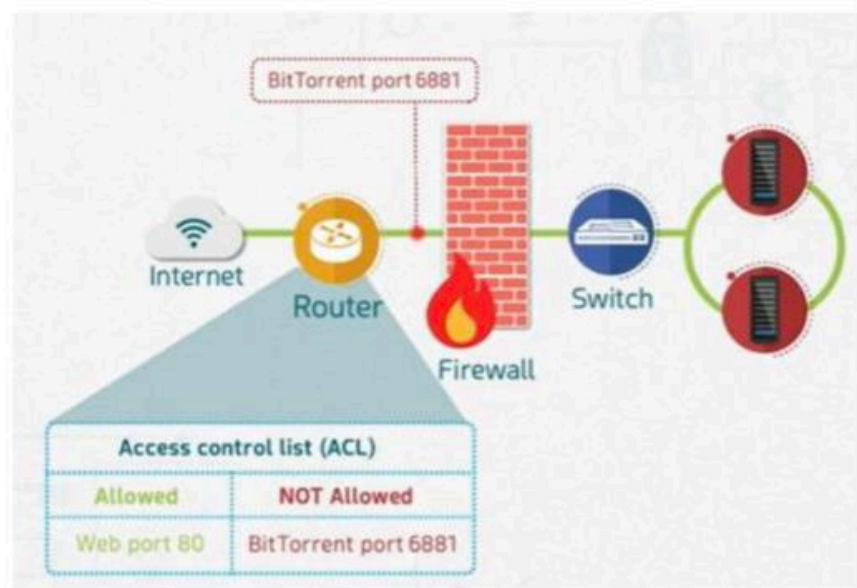 BitTorrent port 6881
Internet
Router
Firewall
Switch
Access control list (ACL)
Allowed
NOT Allowed
Web port 80
BitTorrent port 6881